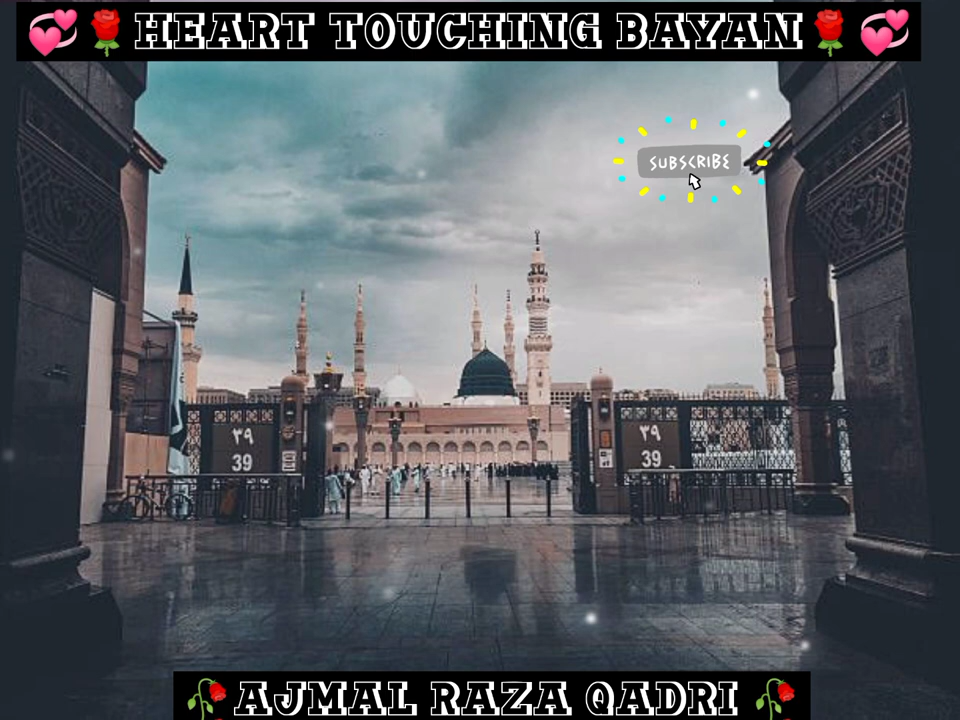 💞🌹HEART TOUCHING BAYAN🌹💞
SUBSCRIBE
٣٩
39
٣٩
39
🥀AJMAL RAZA QADRI🥀